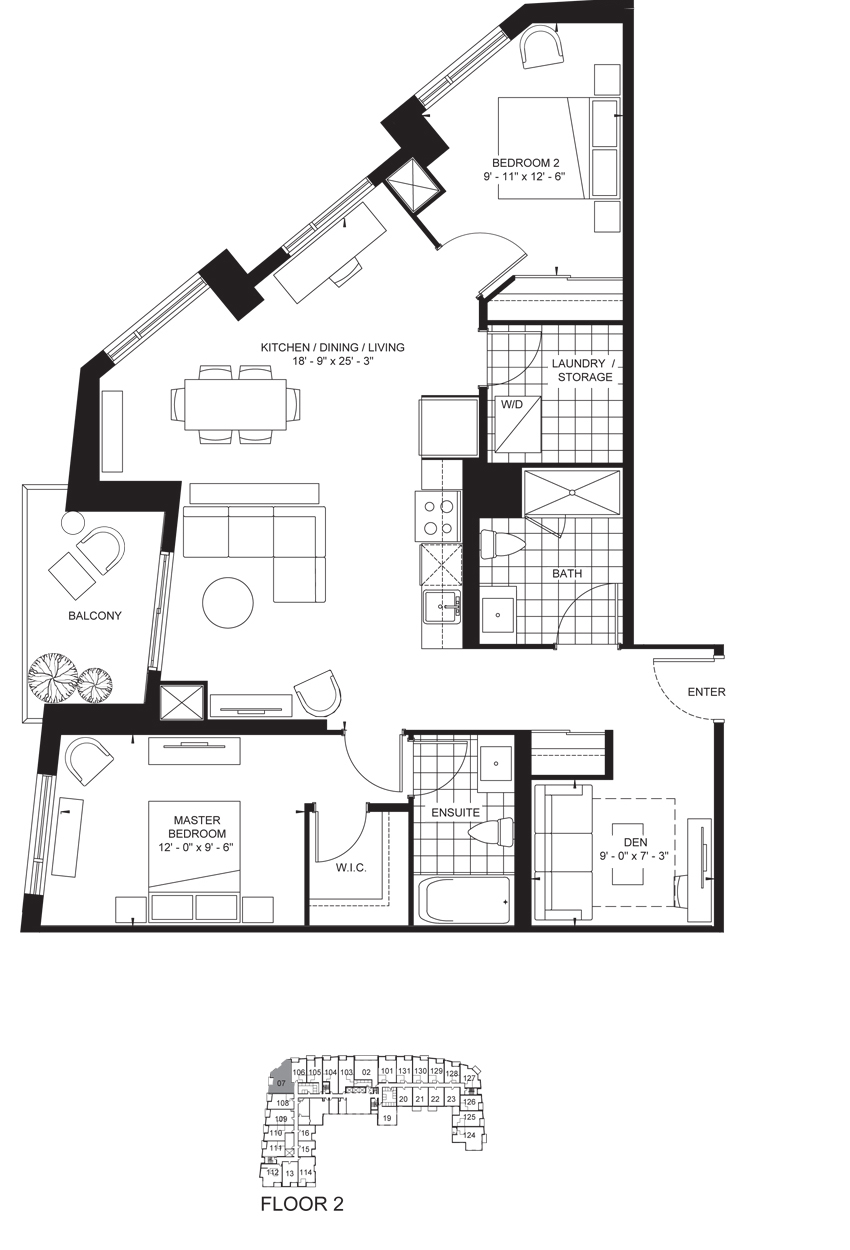 BEDROOM 2
9' - 11" x 12' - 6"
KITCHEN / DINING / LIVING
18' - 9" x 25' - 3"
LAUNDRY /
STORAGE
W/D
BATH
BALCONY
ENTER
MASTER
BEDROOM
12' - 0" x 9' - 6"
W.I.C.
ENSUITE
DEN
9' - 0" x 7' - 3"
106 105 104 103 02 101 131 130 129 128 127
07
108
109
110
111
112
13
114
16
15
19
20 21 22 23
126
125
124
FLOOR 2